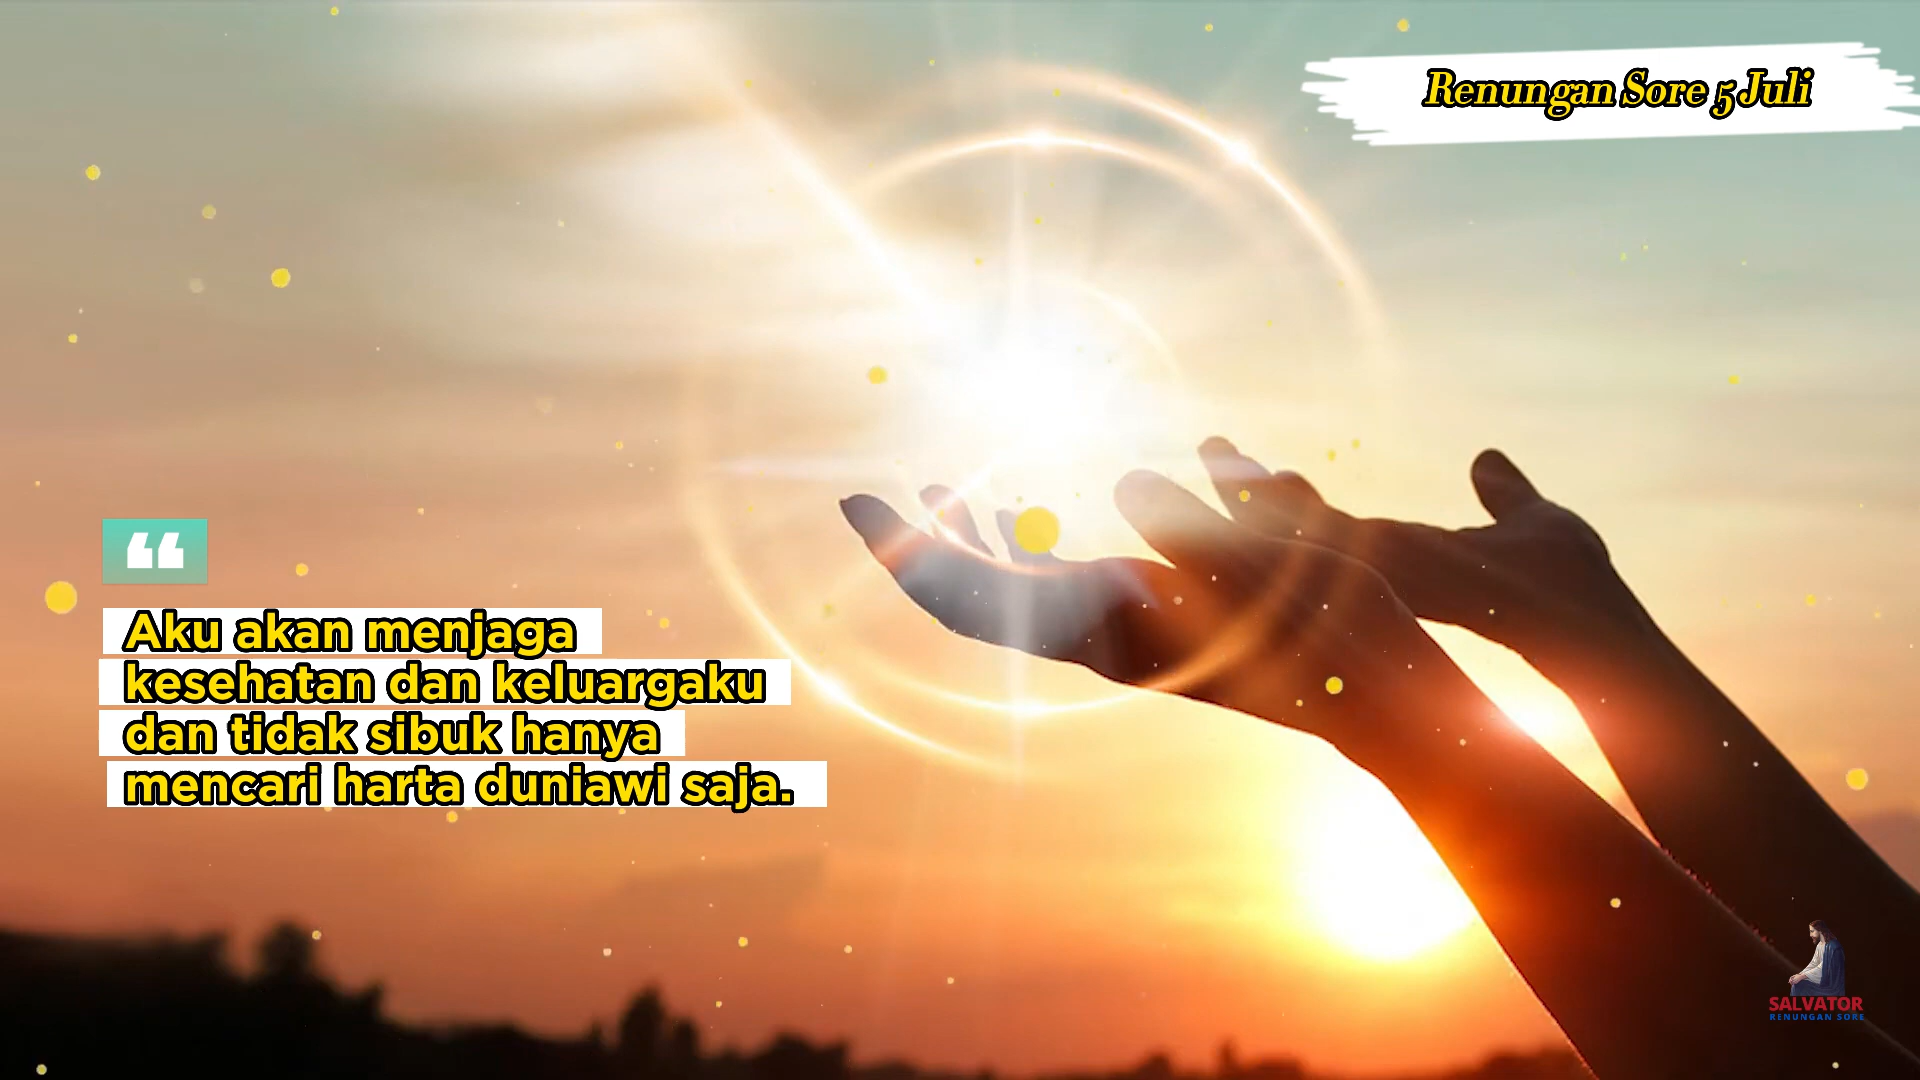 Renungan Sore 5 Juli
“
Aku akan menjaga
kesehatan dan keluargaku
dan tidak sibuk hanya
mencari harta duniawi saja.
SALVATOR
RENUNGAN SORE